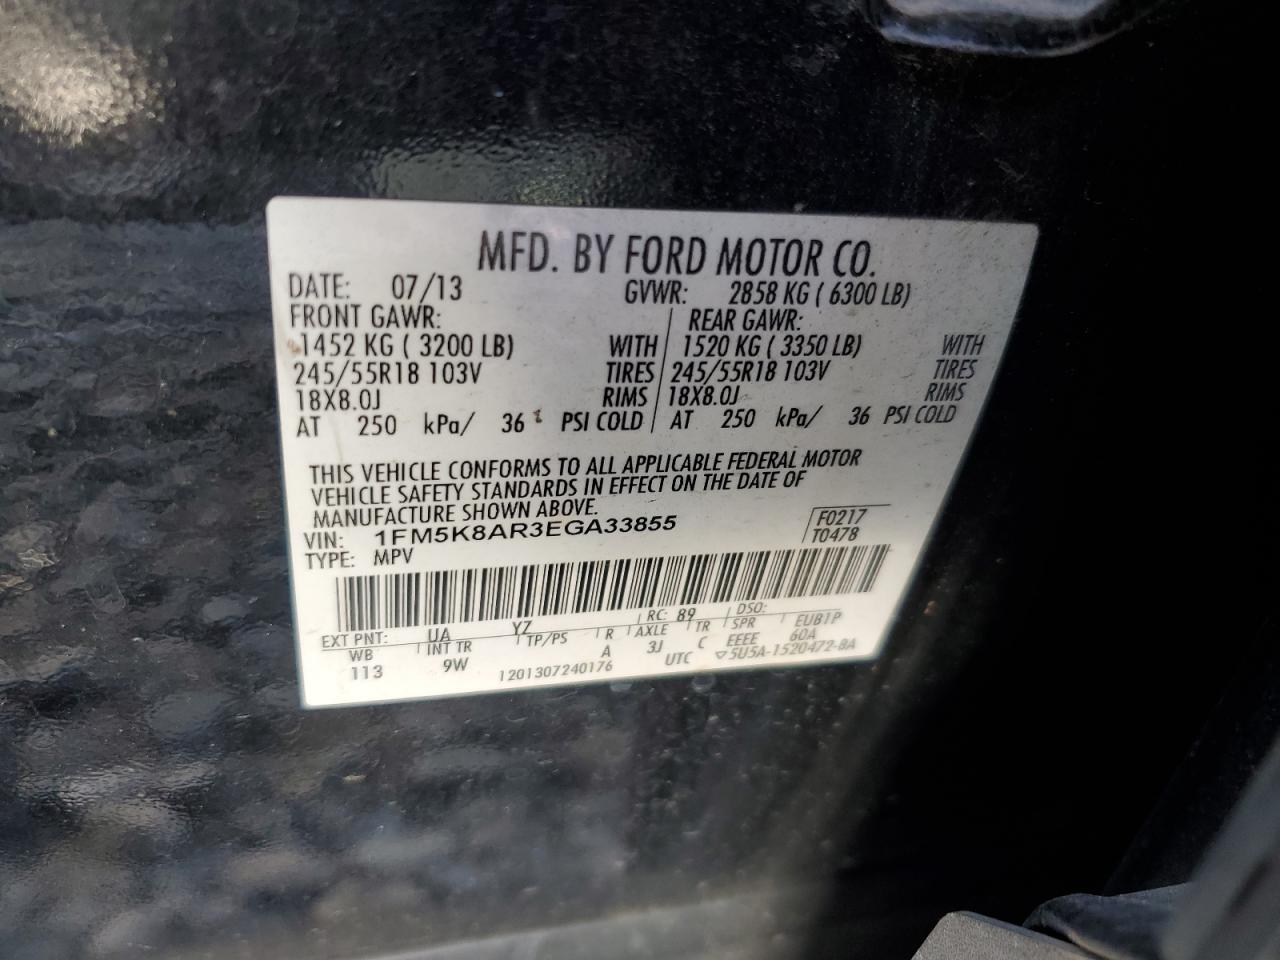 MFD. BY FORD MOTOR CO.
DATE: 07/13 GVWR: 2858 KG ( 6300 LB)
FRONT GAWR: REAR GAWR:
1452 KG ( 3200 LB) WITH 1520 KG ( 3350 LB) WITH
245/55R18 103V TIRES 245/55R18 103V TIRES
18X8.0J RIMS 18X8.0J RIMS
AT 250 kPa/ 36 PSI COLD AT 250 kPa/ 36 PSI COLD
THIS VEHICLE CONFORMS TO ALL APPLICABLE FEDERAL MOTOR
VEHICLE SAFETY STANDARDS IN EFFECT ON THE DATE OF
MANUFACTURE SHOWN ABOVE.
VIN: 1FM5K8AR3EGA33855 F0217
TYPE: MPV T0478
EXT PNT: UA YZ RC: 89 DSO:
WB INT TR TP/PS R AXLE TR SPR EUB1P
113 9W A 3J C EEEE 60A
1201307240176 UTC ▽5U5A-1520472-BA